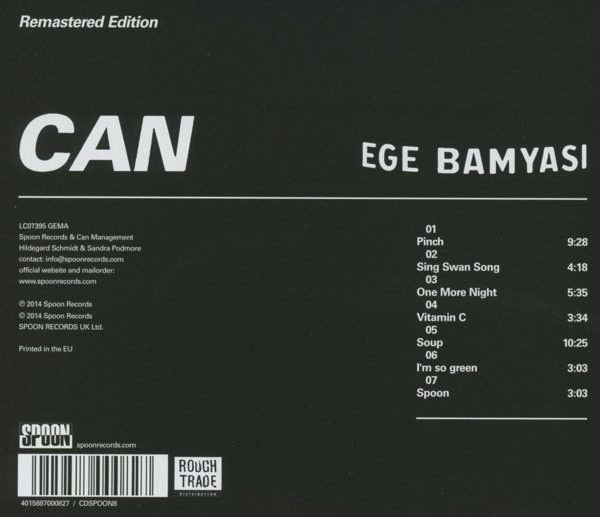 Remastered Edition
CAN
EGE BAMYASI
LC07395 GEMA
Spoon Records & Can Management
Hildegard Schmidt & Sandra Podmore
contact: info@spoonrecords.com
official website and mailorder:
www.spoonrecords.com
℗ 2014 Spoon Records
© 2014 Spoon Records
SPOON RECORDS UK Ltd.
Printed in the EU
01
Pinch 9:28
02
Sing Swan Song 4:18
03
One More Night 5:35
04
Vitamin C 3:34
05
Soup 10:25
06
I'm so green 3:03
07
Spoon 3:03
SPOON
spoonrecords.com
ROUGH
TRADE
DISTRIBUTION
4015887000827 / CDSPOON8